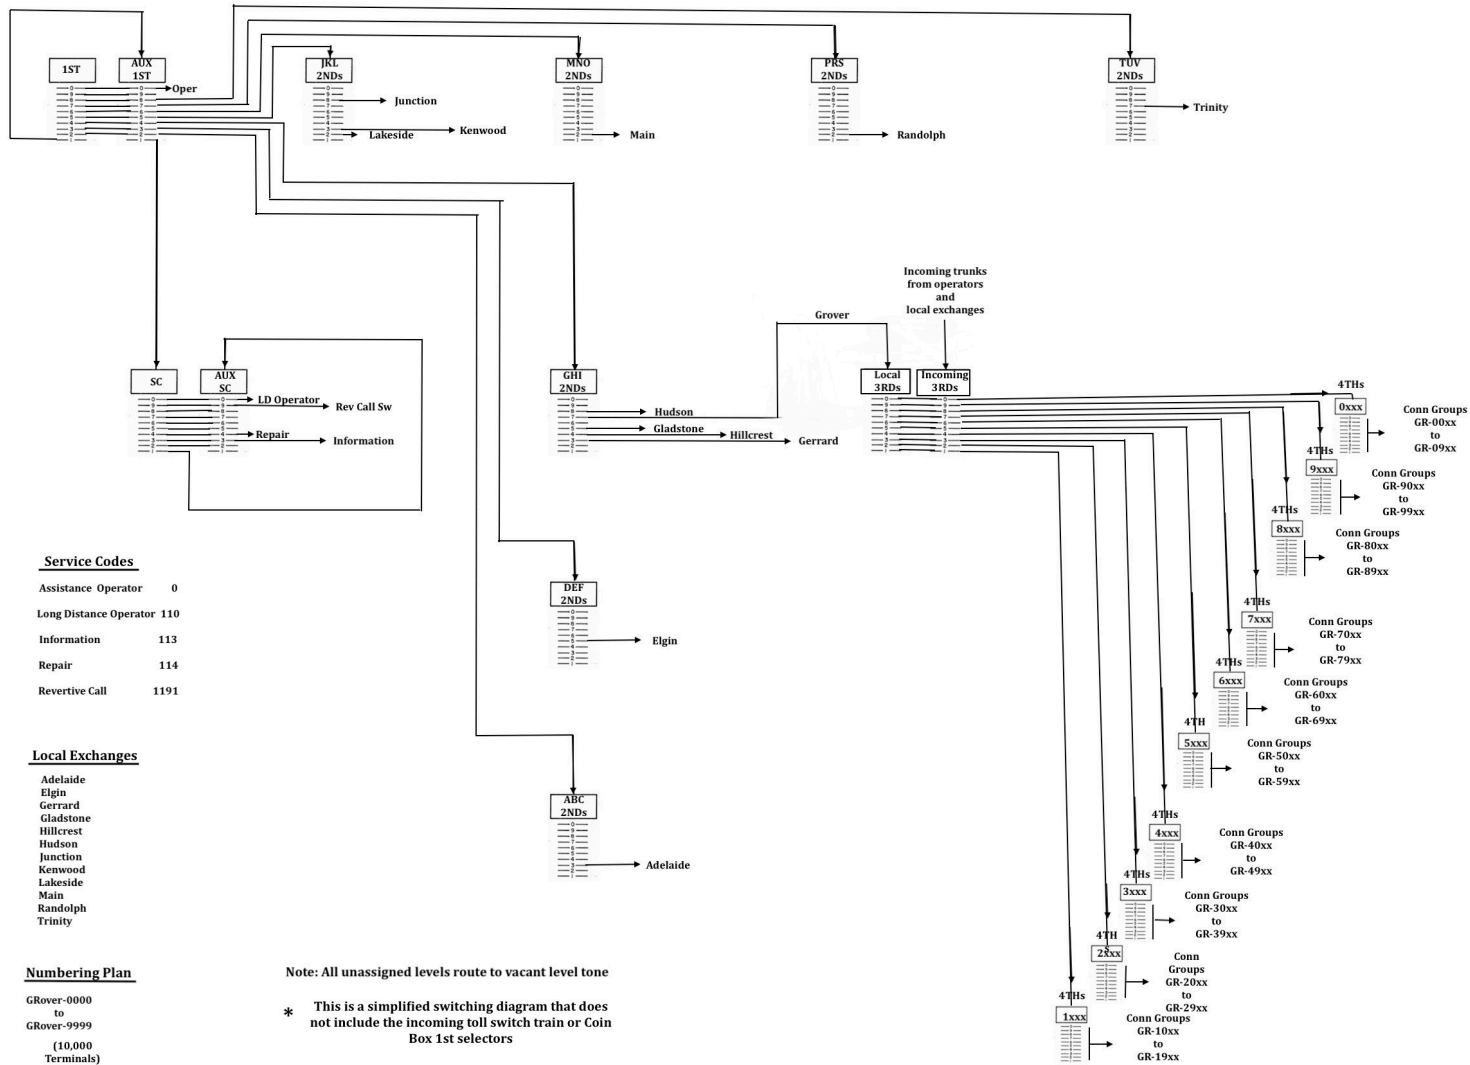 1ST
AUX
1ST
JKL
2NDs
MNO
2NDs
PRS
2NDs
TUV
2NDs
Oper
Junction
Kenwood
Lakeside
Main
Randolph
Trinity
Incoming trunks
from operators
and
local exchanges
Grover
SC
AUX
SC
GHI
2NDs
Local
3RDs
Incoming
3RDs
LD Operator
Rev Call Sw
Repair
Information
Hudson
Gladstone
Hillcrest
Gerrard
4THs
0xxx
Conn Groups
GR-00xx
to
GR-09xx
4THs
9xxx
Conn Groups
GR-90xx
to
GR-99xx
4THs
8xxx
Conn Groups
GR-80xx
to
GR-89xx
4THs
7xxx
Conn Groups
GR-70xx
to
GR-79xx
4THs
6xxx
Conn Groups
GR-60xx
to
GR-69xx
4TH
5xxx
Conn Groups
GR-50xx
to
GR-59xx
4THs
4xxx
Conn Groups
GR-40xx
to
GR-49xx
4THs
3xxx
Conn Groups
GR-30xx
to
GR-39xx
4TH
s
2xxx
Conn
Groups
GR-20xx
to
GR-29xx
4THs
1xxx
Conn Groups
GR-10xx
to
GR-19xx
DEF
2NDs
Elgin
ABC
2NDs
Adelaide
Service Codes
Assistance Operator 0
Long Distance Operator 110
Information 113
Repair 114
Revertive Call 1191
Local Exchanges
Adelaide
Elgin
Gerrard
Gladstone
Hillcrest
Hudson
Junction
Kenwood
Lakeside
Main
Randolph
Trinity
Numbering Plan
GRover-0000
to
GRover-9999
(10,000
Terminals)
Note: All unassigned levels route to vacant level tone
* This is a simplified switching diagram that does
not include the incoming toll switch train or Coin
Box 1st selectors